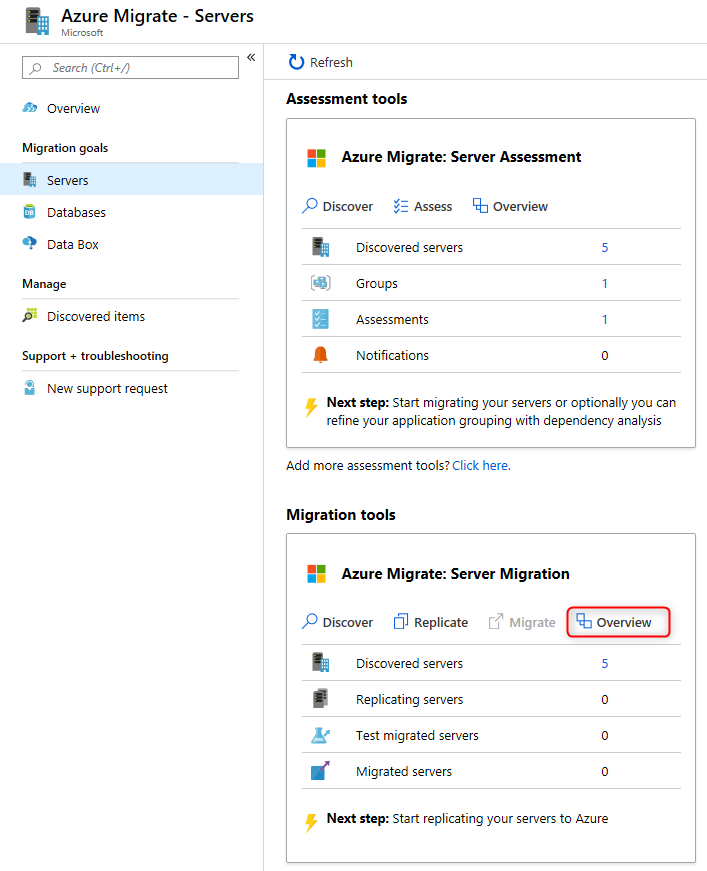 Azure Migrate - Servers
Microsoft
Search (Ctrl+/)
«
Overview
Migration goals
Servers
Databases
Data Box
Manage
Discovered items
Support + troubleshooting
New support request
Refresh
Assessment tools
Azure Migrate: Server Assessment
Discover Assess Overview
Discovered servers 5
Groups 1
Assessments 1
Notifications 0
Next step: Start migrating your servers or optionally you can
refine your application grouping with dependency analysis
Add more assessment tools? Click here.
Migration tools
Azure Migrate: Server Migration
Discover Replicate Migrate Overview
Discovered servers 5
Replicating servers 0
Test migrated servers 0
Migrated servers 0
Next step: Start replicating your servers to Azure